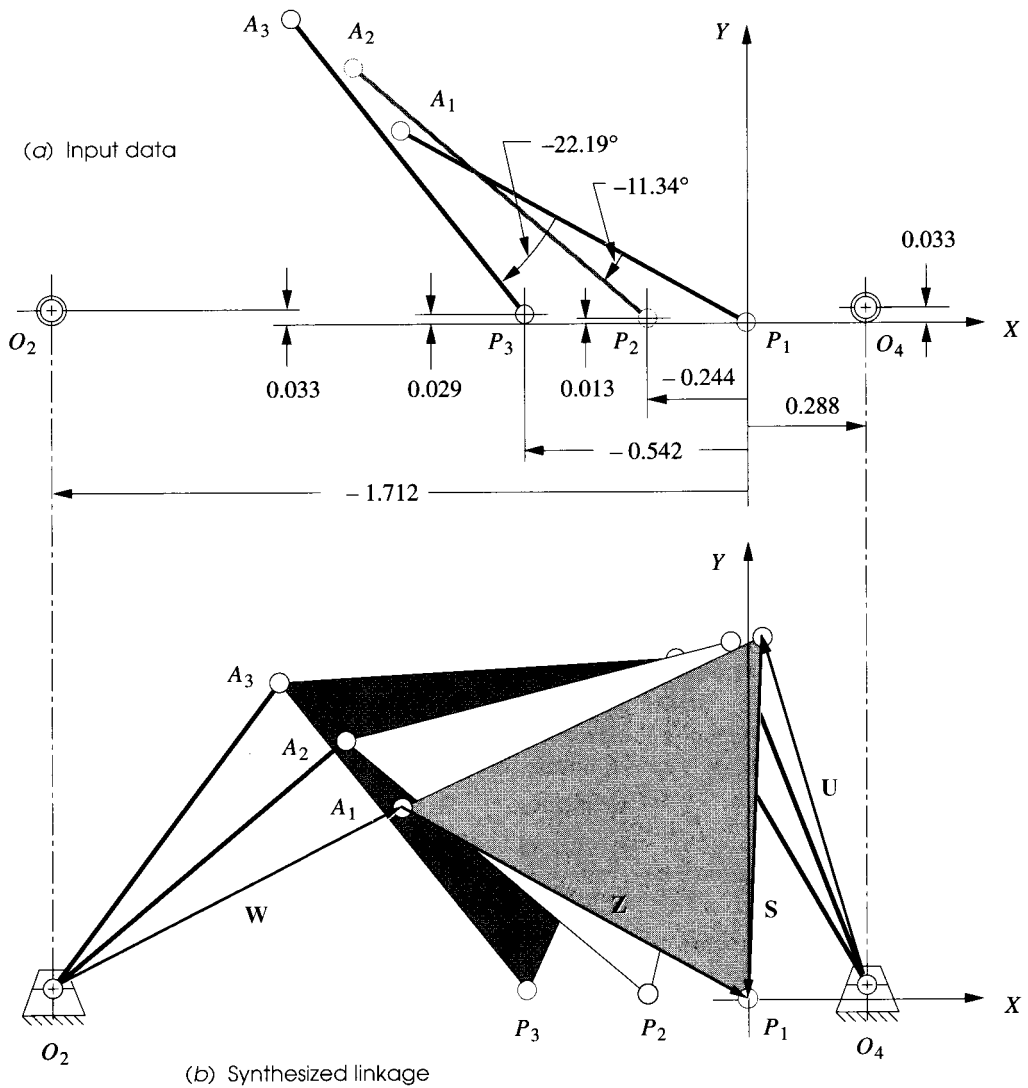 A3
A2
Y
A1
(a) Input data
–22.19°
–11.34°
0.033
O2
P3
P2
P1
O4
X
0.033
0.029
0.013
– 0.244
0.288
– 0.542
– 1.712
Y
A3
A2
A1
U
W
Z
S
X
O2
P3
P2
P1
O4
(b) Synthesized linkage